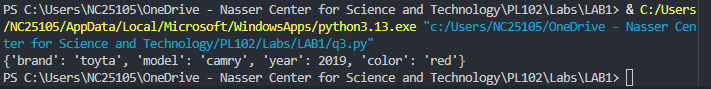 PS C:\Users\NC25105\OneDrive - Nasser Center for Science and Technology\PL102\Labs\LAB1> & C:/Users
/NC25105/AppData/Local/Microsoft/WindowsApps/python3.13.exe "c:/Users/NC25105/OneDrive - Nasser Cen
ter for Science and Technology/PL102/Labs/LAB1/q3.py"
{'brand': 'toyta', 'model': 'camry', 'year': 2019, 'color': 'red'}
PS C:\Users\NC25105\OneDrive - Nasser Center for Science and Technology\PL102\Labs\LAB1>